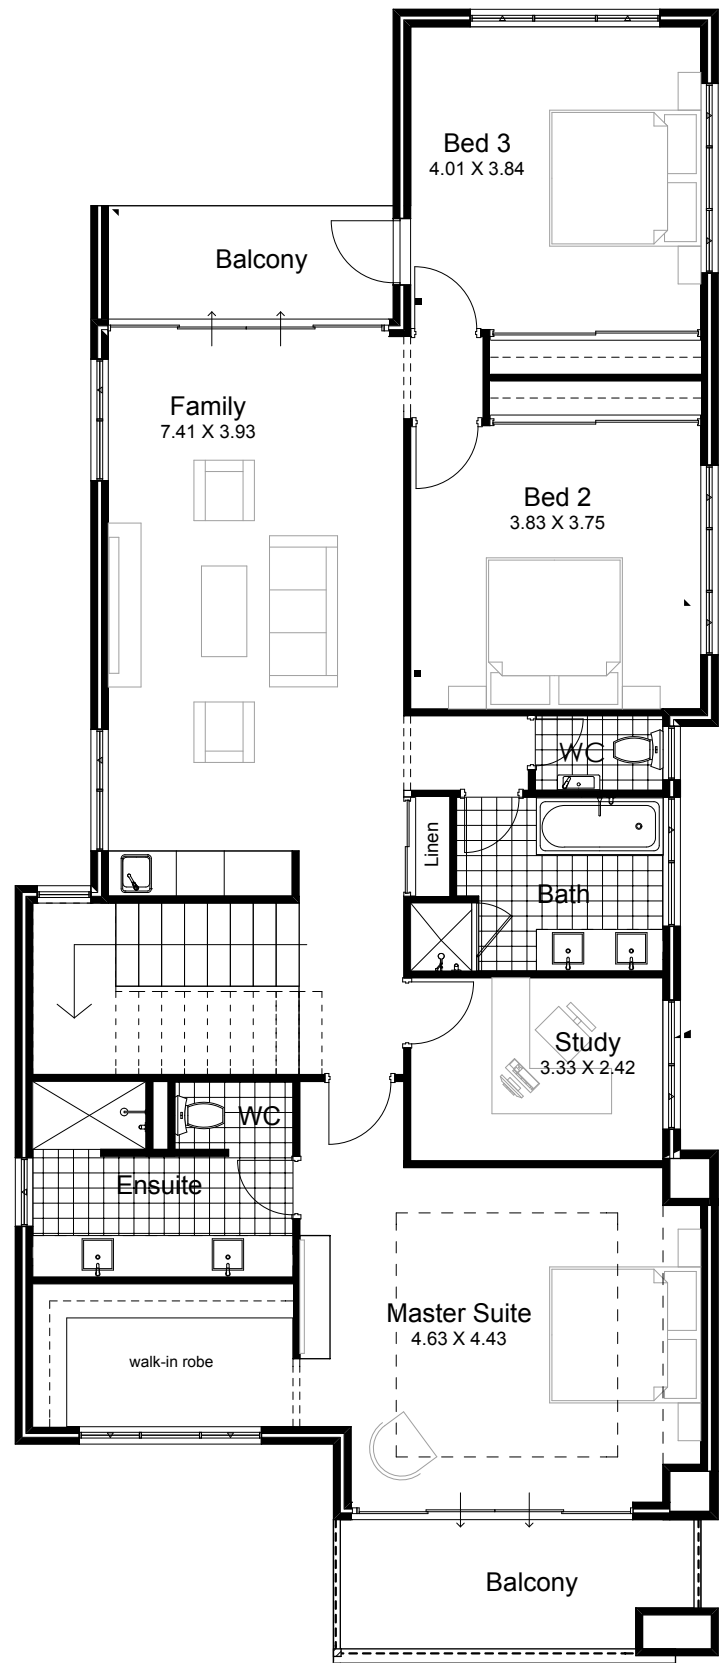 Bed 3
4.01 X 3.84
Balcony
Family
7.41 X 3.93
Bed 2
3.83 X 3.75
WC
Linen
Bath
Study
3.33 X 2.42
WC
Ensuite
Master Suite
4.63 X 4.43
walk-in robe
Balcony